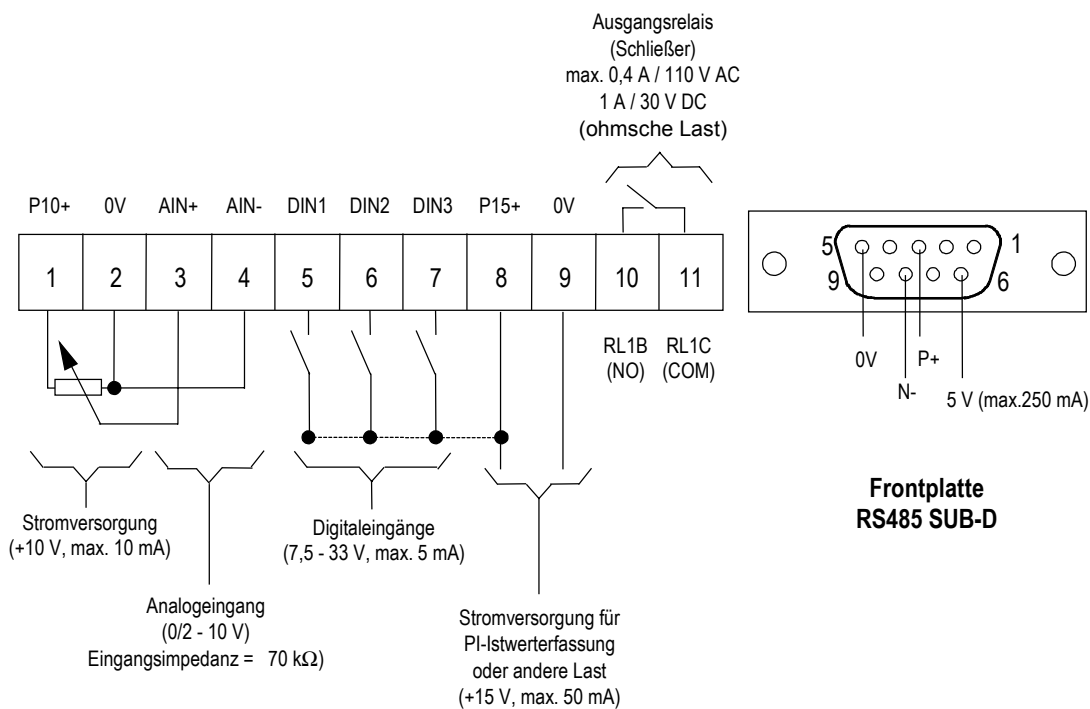 Ausgangsrelais
(Schließer)
max. 0,4 A / 110 V AC
1 A / 30 V DC
(ohmsche Last)
P10+ 0V AIN+ AIN- DIN1 DIN2 DIN3 P15+ 0V
1 2 3 4 5 6 7 8 9 10 11
RL1B RL1C
(NO) (COM)
5 1
9 6
0V P+
N- 5 V (max.250 mA)
Frontplatte
RS485 SUB-D
Stromversorgung
(+10 V, max. 10 mA)
Analogeingang
(0/2 - 10 V)
Eingangsimpedanz = 70 kΩ)
Digitaleingänge
(7,5 - 33 V, max. 5 mA)
Stromversorgung für
PI-Istwerterfassung
oder andere Last
(+15 V, max. 50 mA)